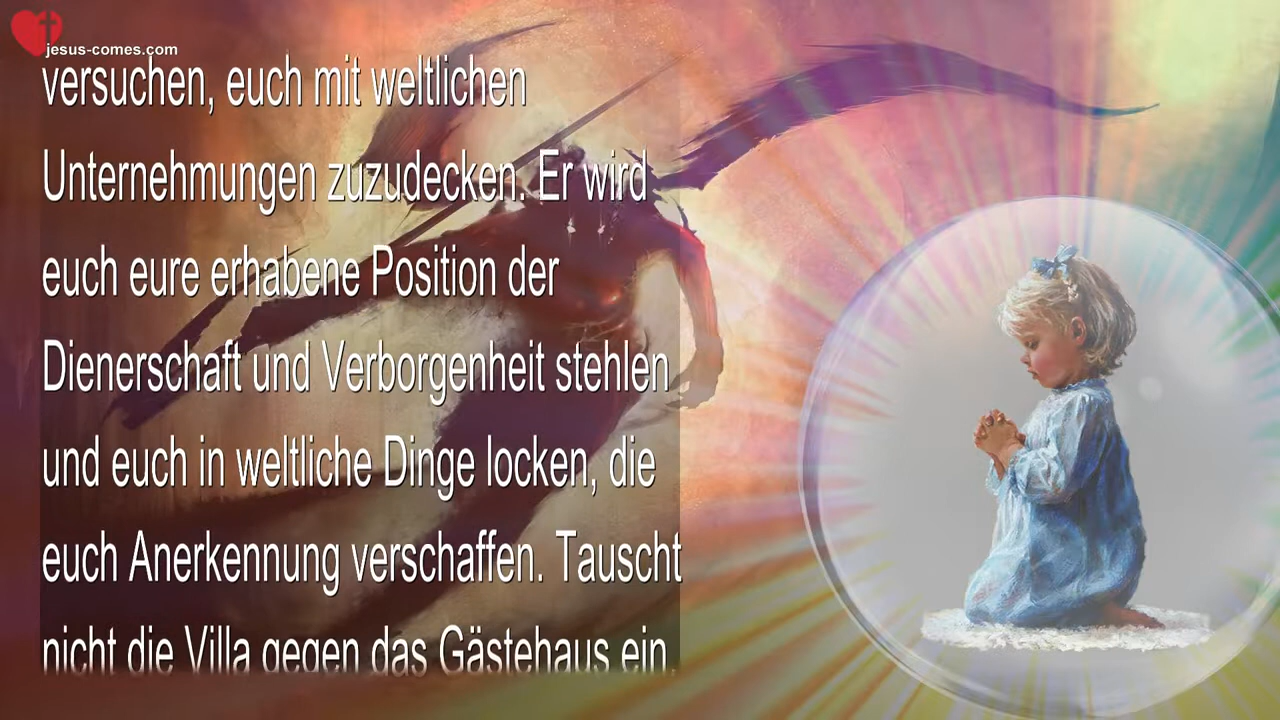 jesus-comes.com
versuchen, euch mit weltlichen
Unternehmungen zuzudecken. Er wird
euch eure erhabene Position der
Dienerschaft und Verborgenheit stehlen
und euch in weltliche Dinge locken, die
euch Anerkennung verschaffen. Tauscht
nicht die Villa gegen das Gästehaus ein.